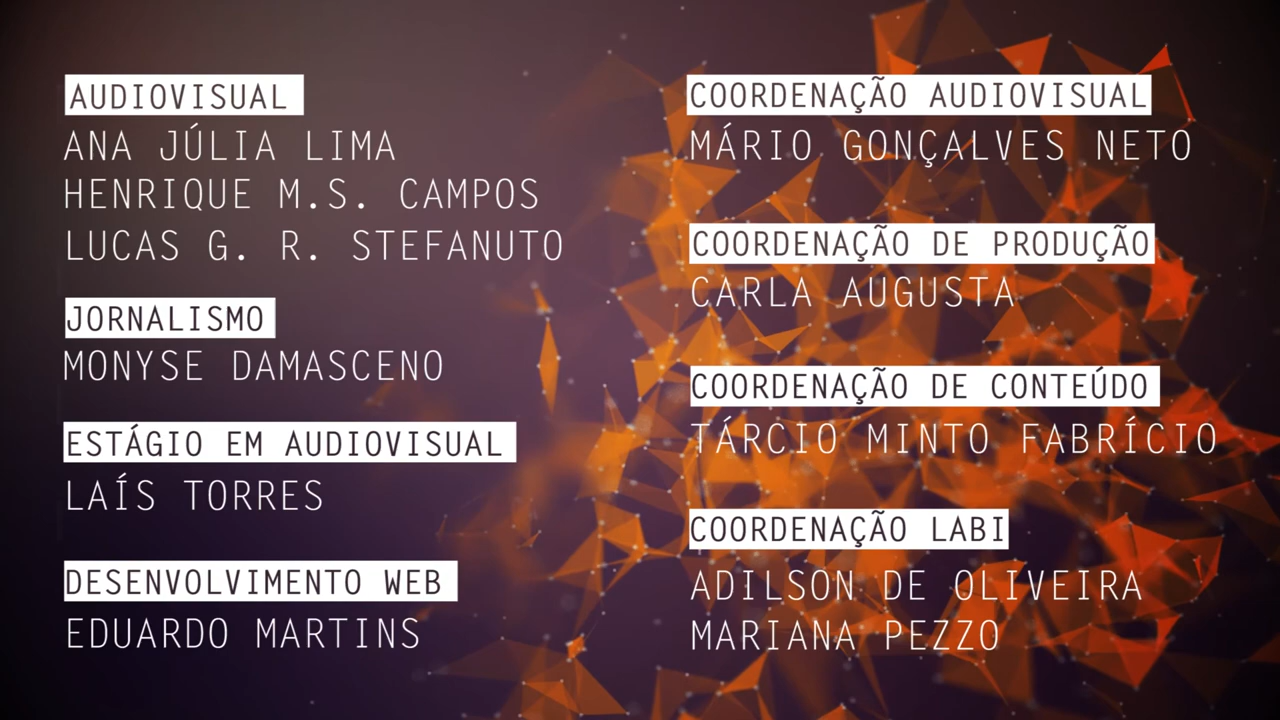 AUDIOVISUAL
ANA JÚLIA LIMA
HENRIQUE M.S. CAMPOS
LUCAS G. R. STEFANUTO
JORNALISMO
MONYSE DAMASCENO
ESTÁGIO EM AUDIOVISUAL
LAÍS TORRES
DESENVOLVIMENTO WEB
EDUARDO MARTINS
COORDENAÇÃO AUDIOVISUAL
MÁRIO GONÇALVES NETO
COORDENAÇÃO DE PRODUÇÃO
CARLA AUGUSTA
COORDENAÇÃO DE CONTEÚDO
TÁRCIO MINTO FABRÍCIO
COORDENAÇÃO LABI
ADILSON DE OLIVEIRA
MARIANA PEZZO